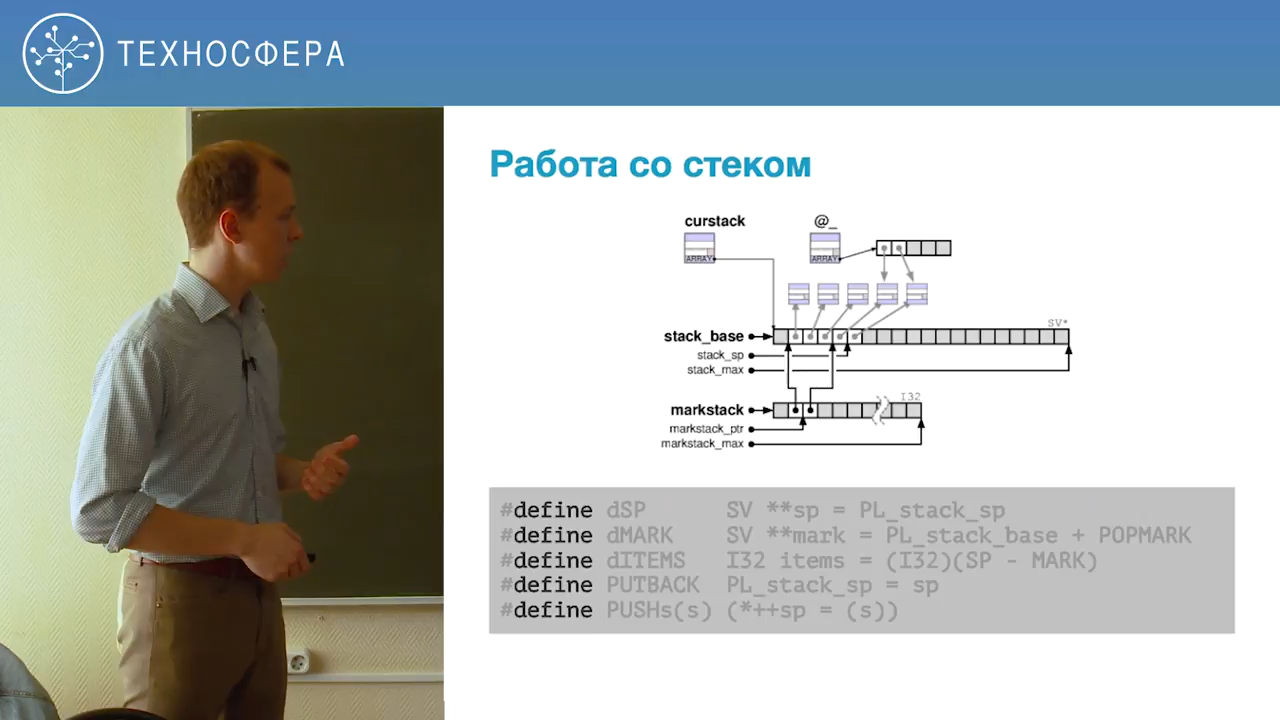 ТЕХНОСФЕРА
Работа со стеком
curstack
@_
ARRAY
ARRAY
SV*
stack_base
stack_sp
stack_max
I32
markstack
markstack_ptr
markstack_max
#define dSP      SV **sp = PL_stack_sp
#define dMARK    SV **mark = PL_stack_base + POPMARK
#define dITEMS   I32 items = (I32)(SP - MARK)
#define PUTBACK  PL_stack_sp = sp
#define PUSHs(s) (*++sp = (s))